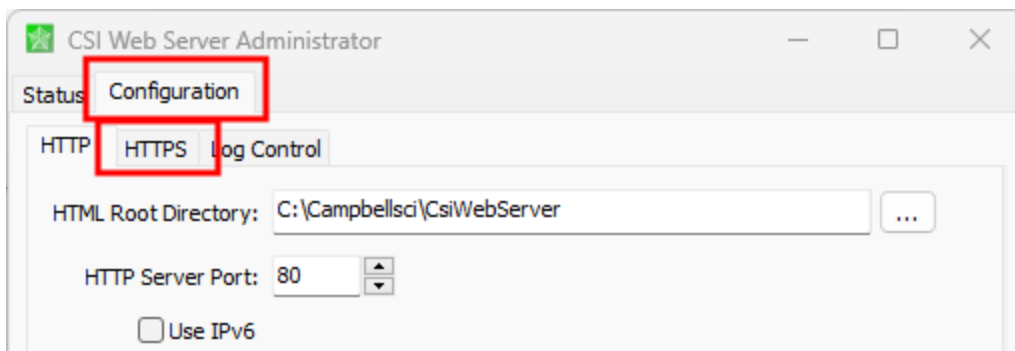 CSI Web Server Administrator
Status Configuration
HTTP HTTPS Log Control
HTML Root Directory: C:\Campbellsci\CsiWebServer ...
HTTP Server Port: 80
Use IPv6